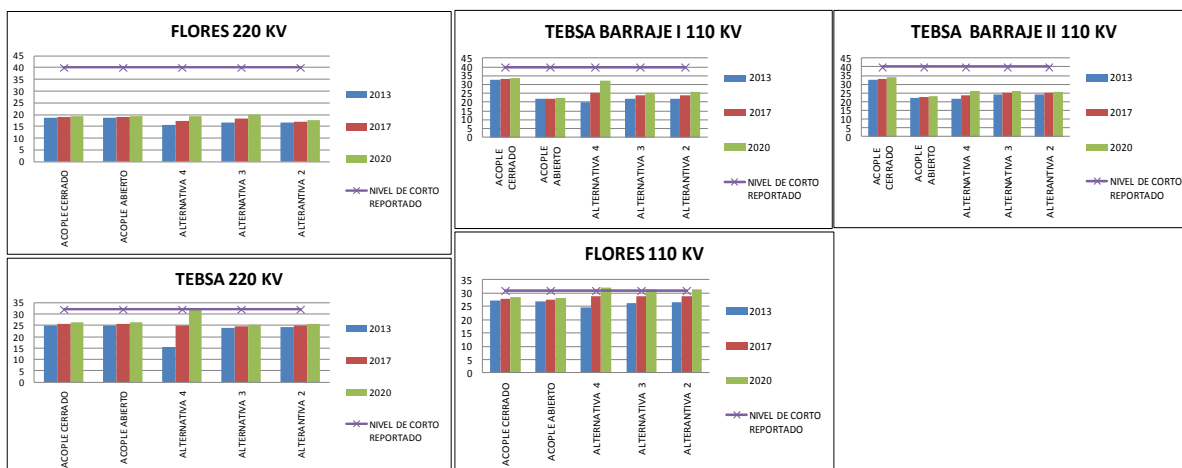 FLORES 220 KV
45
40
35
30
25
20
15
10
5
0
ACOPLE CERRADO
ACOPLE ABIERTO
ALTERNATIVA 4
ALTERNATIVA 3
ALTERANTIVA 2
2013
2017
2020
NIVEL DE CORTO
REPORTADO
TEBSA BARRAJE I 110 KV
45
40
35
30
25
20
15
10
5
0
ACOPLE
CERRADO
ACOPLE
ABIERTO
ALTERNATIVA 4
ALTERNATIVA 3
ALTERNATIVA 2
2013
2017
2020
NIVEL DE CORTO
REPORTADO
TEBSA BARRAJE II 110 KV
45
40
35
30
25
20
15
10
5
0
ACOPLE
CERRADO
ACOPLE
ABIERTO
ALTERNATIVA 4
ALTERNATIVA 3
ALTERNATIVA 2
2013
2017
2020
NIVEL DE CORTO
REPORTADO
TEBSA 220 KV
35
30
25
20
15
10
5
0
ACOPLE CERRADO
ACOPLE ABIERTO
ALTERNATIVA 4
ALTERNATIVA 3
ALTERANTIVA 2
2013
2017
2020
NIVEL DE CORTO
REPORTADO
FLORES 110 KV
35
30
25
20
15
10
5
0
ACOPLE CERRADO
ACOPLE ABIERTO
ALTERNATIVA 4
ALTERNATIVA 3
ALTERANTIVA 2
2013
2017
2020
NIVEL DE CORTO
REPORTADO